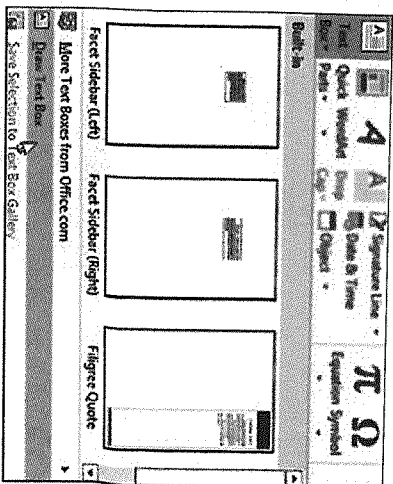 Text Box Quick Parts WordArt Drop Cap
Signature Line
Date & Time
Object
π Ω
Equation Symbol
Built-in
Facet Sidebar (Left) Facet Sidebar (Right) Filigree Quote
More Text Boxes from Office.com
Draw Text Box
Save Selection to Text Box Gallery